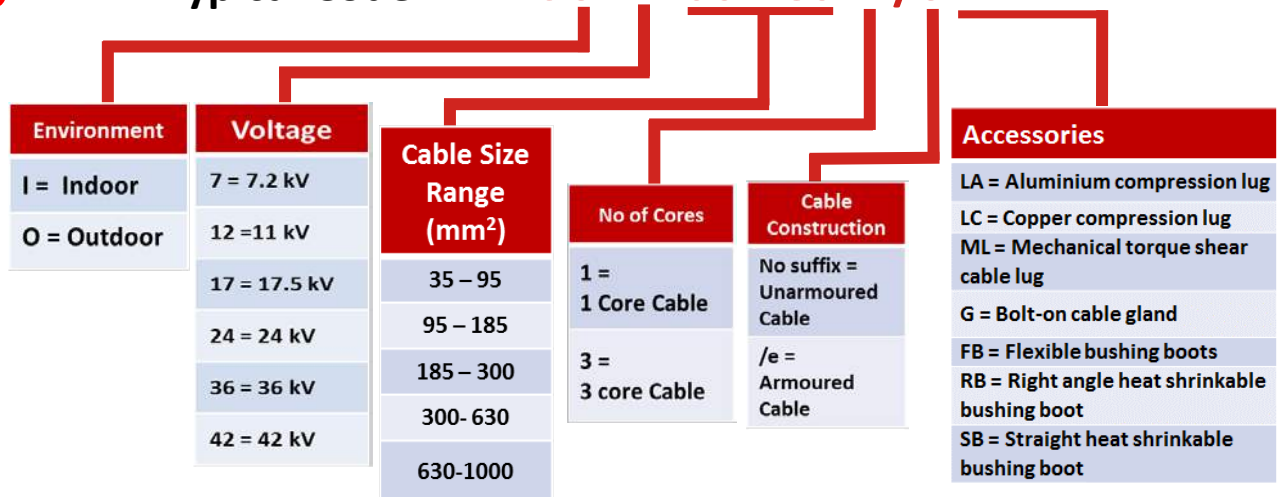 Environment
I = Indoor
O = Outdoor
Voltage
7 = 7.2 kV
12 =11 kV
17 = 17.5 kV
24 = 24 kV
36 = 36 kV
42 = 42 kV
Cable Size
Range
(mm²)
35 – 95
95 – 185
185 – 300
300- 630
630-1000
No of Cores
1 =
1 Core Cable
3 =
3 core Cable
Cable
Construction
No suffix =
Unarmoured
Cable
/e =
Armoured
Cable
Accessories
LA = Aluminium compression lug
LC = Copper compression lug
ML = Mechanical torque shear
cable lug
G = Bolt-on cable gland
FB = Flexible bushing boots
RB = Right angle heat shrinkable
bushing boot
SB = Straight heat shrinkable
bushing boot